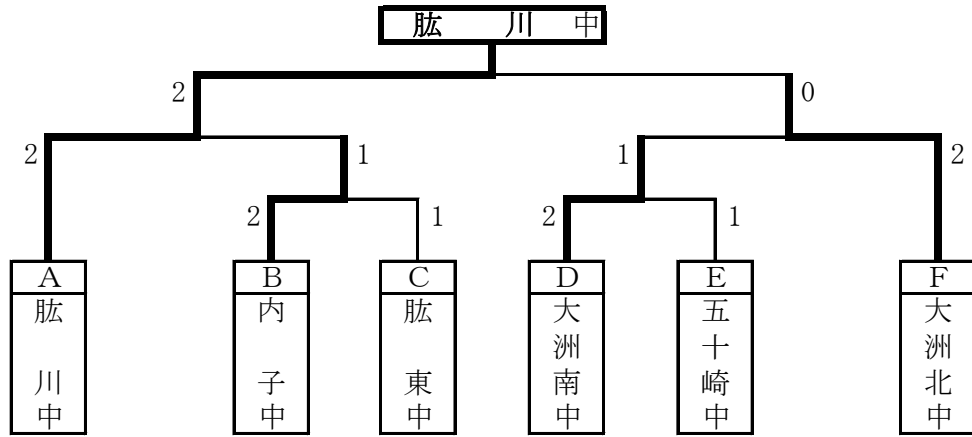 肱川中
2 0
2 1 1 2
2 1 2 1
A B C D E F
肱川中
内子中
肱東中
大洲南中
五十崎中
大洲北中